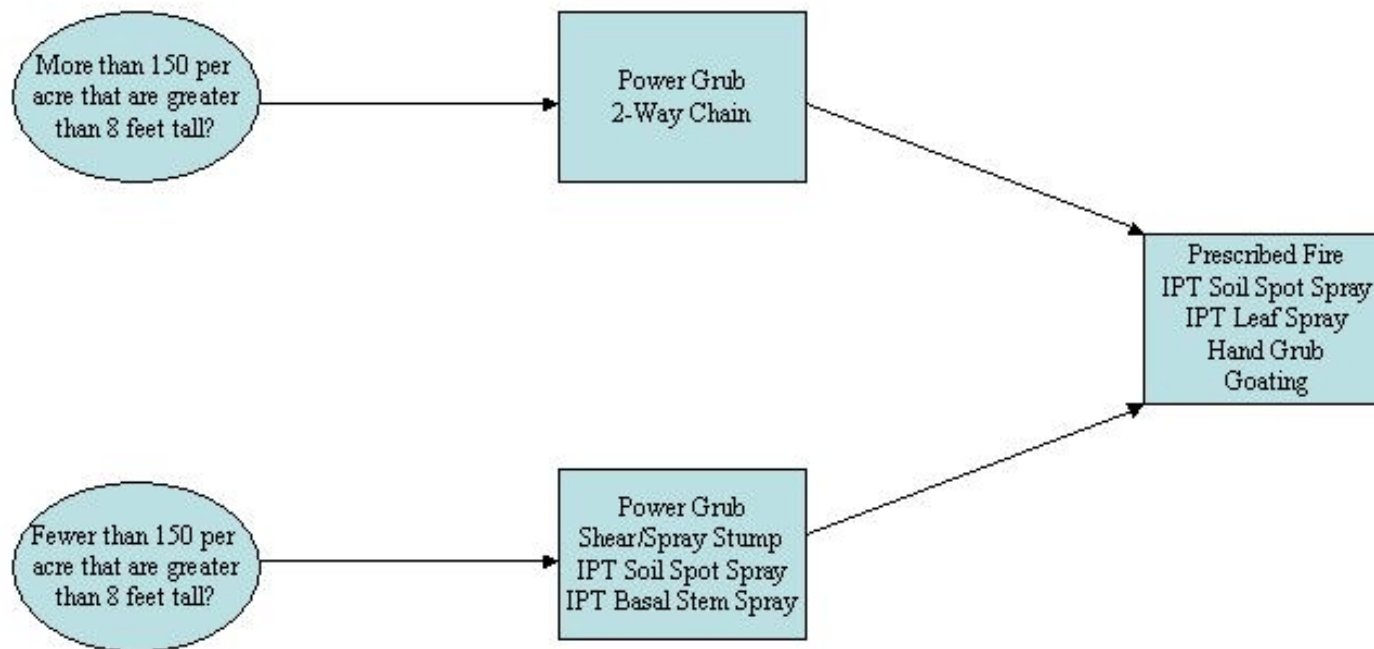 More than 150 per
acre that are greater
than 8 feet tall?
Power Grub
2-Way Chain
Prescribed Fire
IPT Soil Spot Spray
IPT Leaf Spray
Hand Grub
Goating
Fewer than 150 per
acre that are greater
than 8 feet tall?
Power Grub
Shear/Spray Stump
IPT Soil Spot Spray
IPT Basal Stem Spray